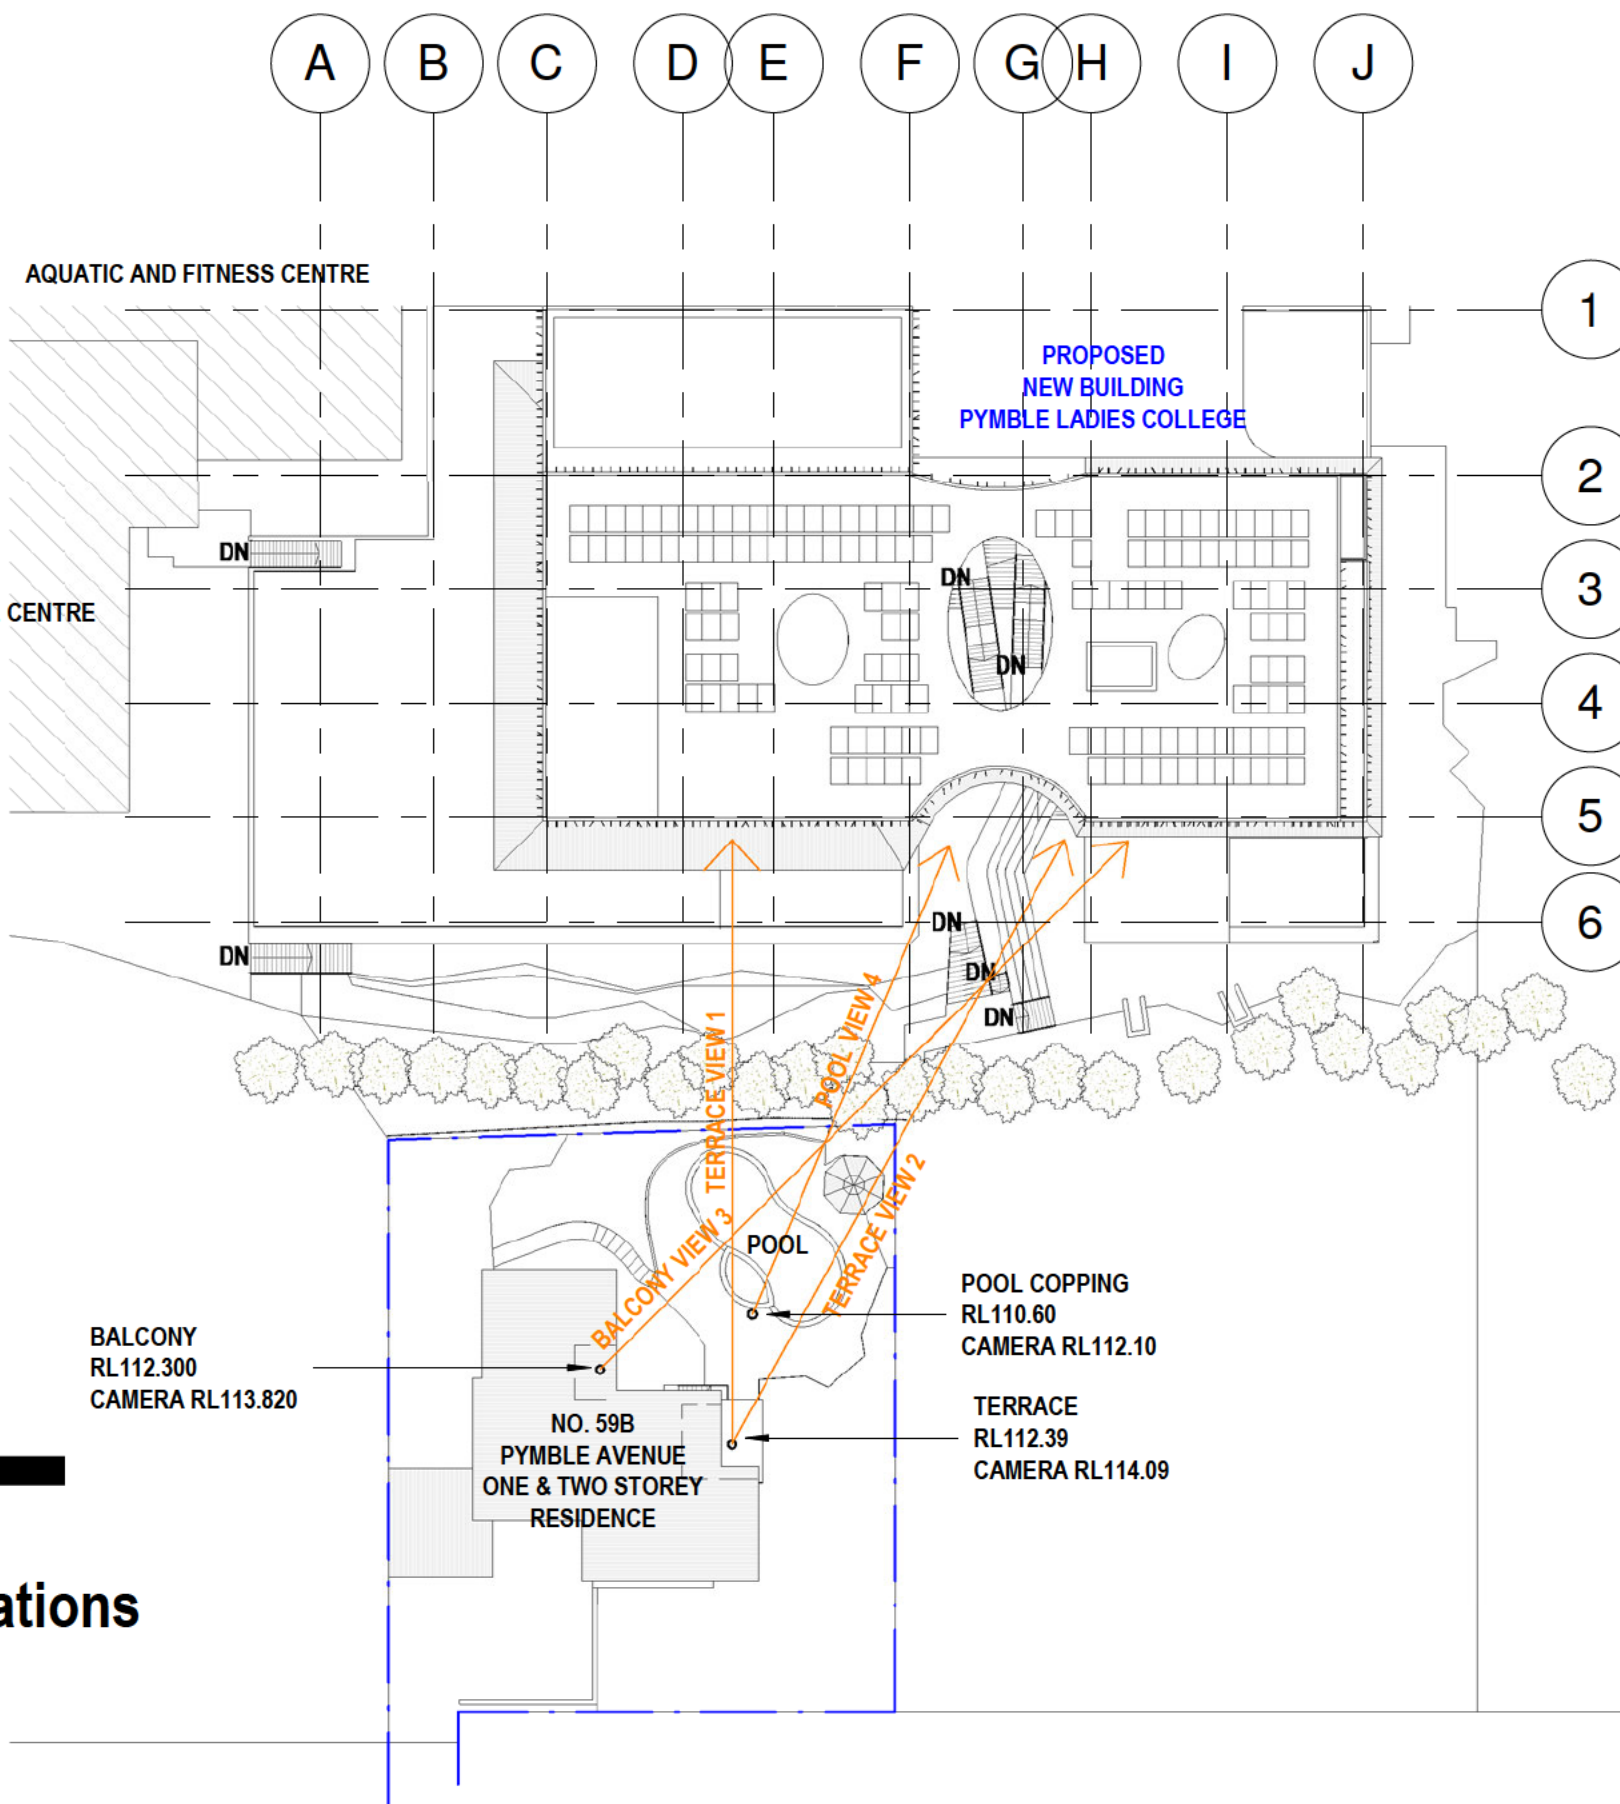 A B C D E F G H I J
AQUATIC AND FITNESS CENTRE
1
PROPOSED
NEW BUILDING
PYMBLE LADIES COLLEGE
2
DN
DN
3
CENTRE
DN
4
5
6
DN
DN
DN
DN
TERRACE VIEW 1
POOL VIEW 4
BALCONY VIEW 3
TERRACE VIEW 2
POOL
POOL COPPING
RL110.60
CAMERA RL112.10
BALCONY
RL112.300
CAMERA RL113.820
TERRACE
RL112.39
CAMERA RL114.09
NO. 59B
PYMBLE AVENUE
ONE & TWO STOREY
RESIDENCE
ations